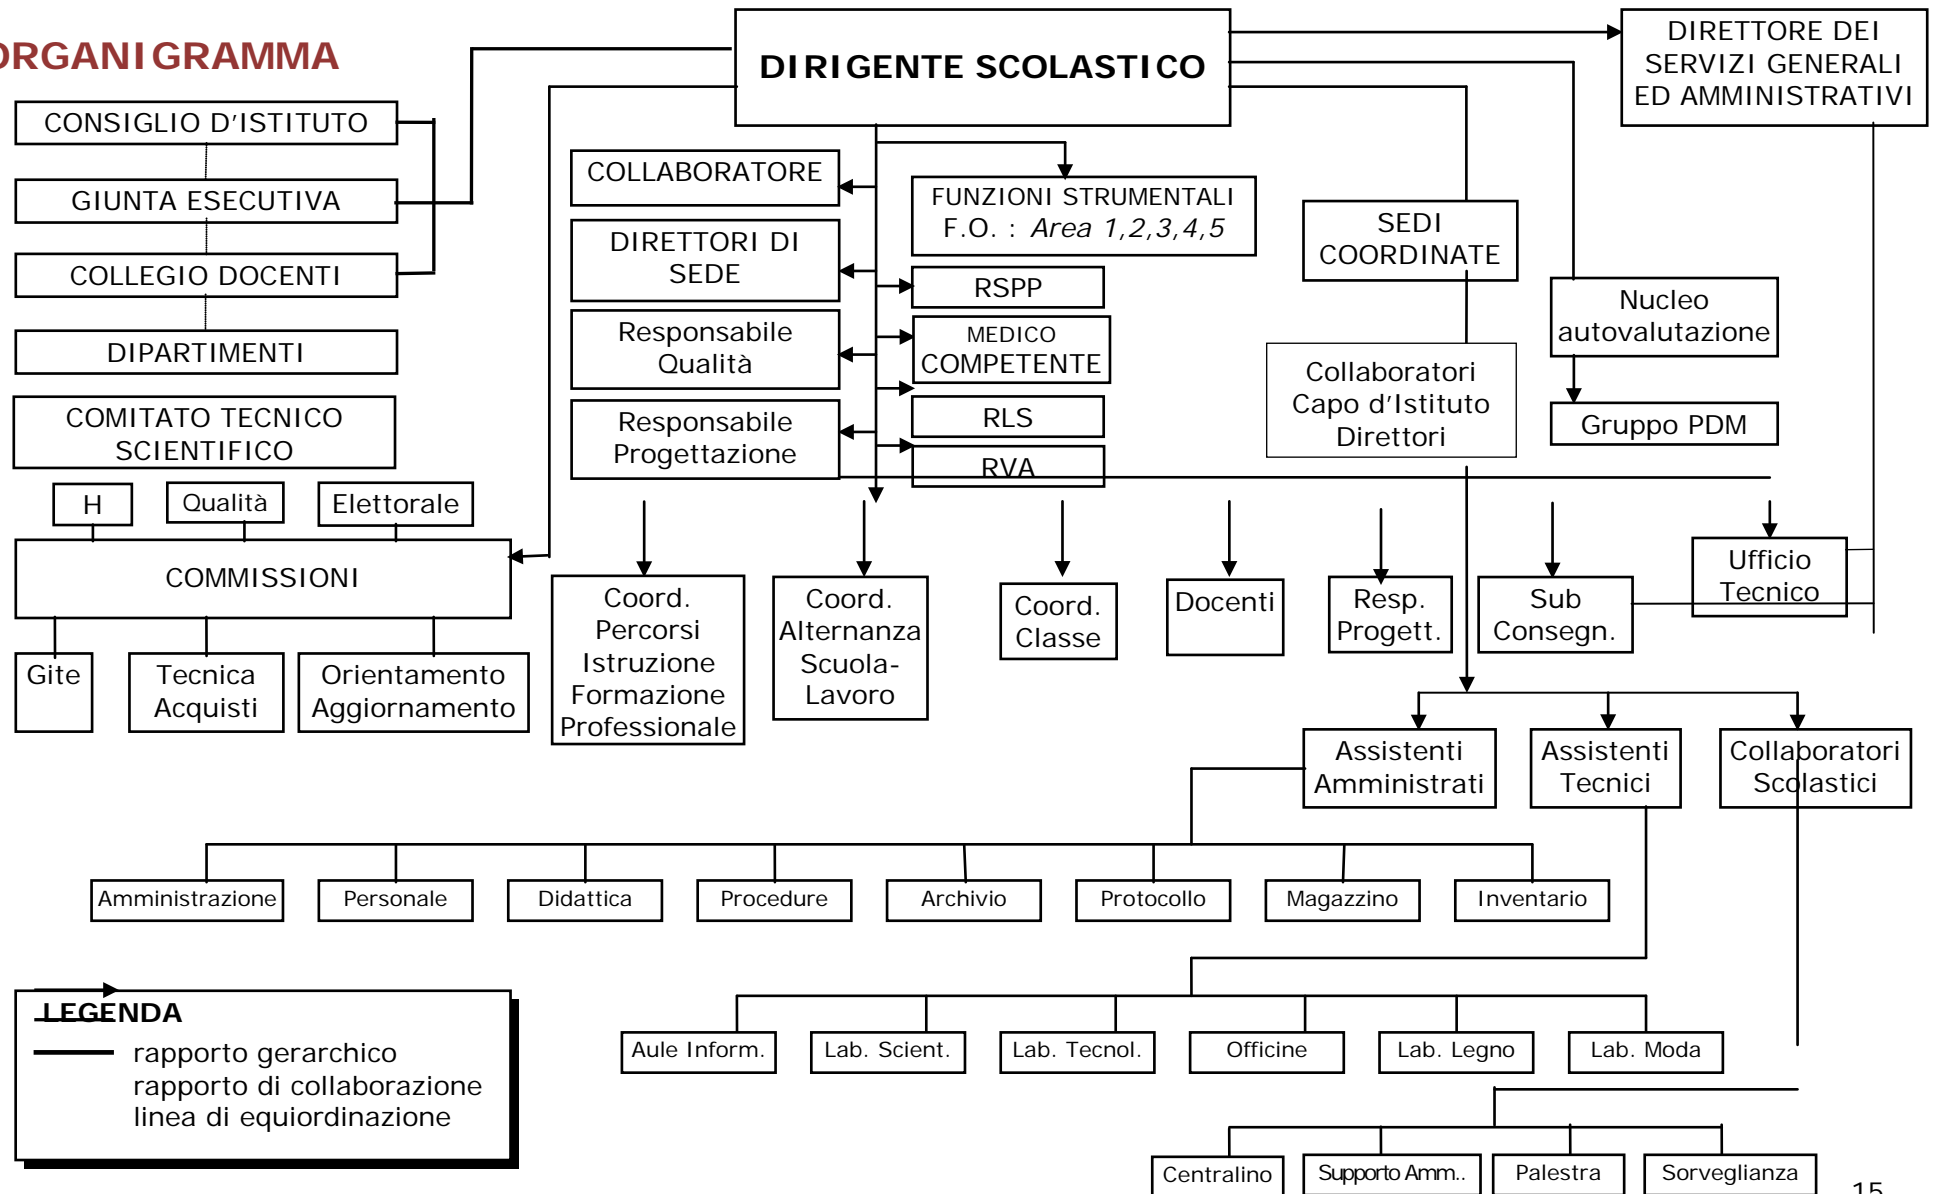 ORGANIGRAMMA
DIRIGENTE SCOLASTICO
DIRETTORE DEI
SERVIZI GENERALI
ED AMMINISTRATIVI
CONSIGLIO D'ISTITUTO
GIUNTA ESECUTIVA
COLLEGIO DOCENTI
DIPARTIMENTI
COMITATO TECNICO
SCIENTIFICO
COLLABORATORE
DIRETTORI DI
SEDE
Responsabile
Qualità
Responsabile
Progettazione
FUNZIONI STRUMENTALI
F.O. : Area 1,2,3,4,5
RSPP
MEDICO
COMPETENTE
RLS
RVA
SEDI
COORDINATE
Collaboratori
Capo d'Istituto
Direttori
Nucleo
autovalutazione
Gruppo PDM
H
Qualità
Elettorale
COMMISSIONI
Gite
Tecnica
Acquisti
Orientamento
Aggiornamento
Coord.
Percorsi
Istruzione
Formazione
Professionale
Coord.
Alternanza
Scuola-
Lavoro
Coord.
Classe
Docenti
Resp.
Progett.
Sub
Consegn.
Ufficio
Tecnico
Assistenti
Amministrati
Assistenti
Tecnici
Collaboratori
Scolastici
Amministrazione
Personale
Didattica
Procedure
Archivio
Protocollo
Magazzino
Inventario
Aule Inform.
Lab. Scient.
Lab. Tecnol.
Officine
Lab. Legno
Lab. Moda
Centralino
Supporto Amm..
Palestra
Sorveglianza
LEGENDA
rapporto gerarchico
rapporto di collaborazione
linea di equiordinazione
15